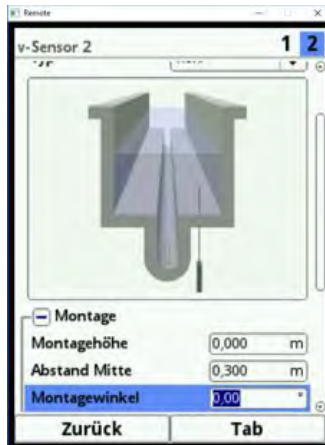 Remote
v-Sensor 2 1 2
Montage
Montagehöhe 0,000 m
Abstand Mitte 0,300 m
Montagewinkel 0,00 °
Zurück Tab